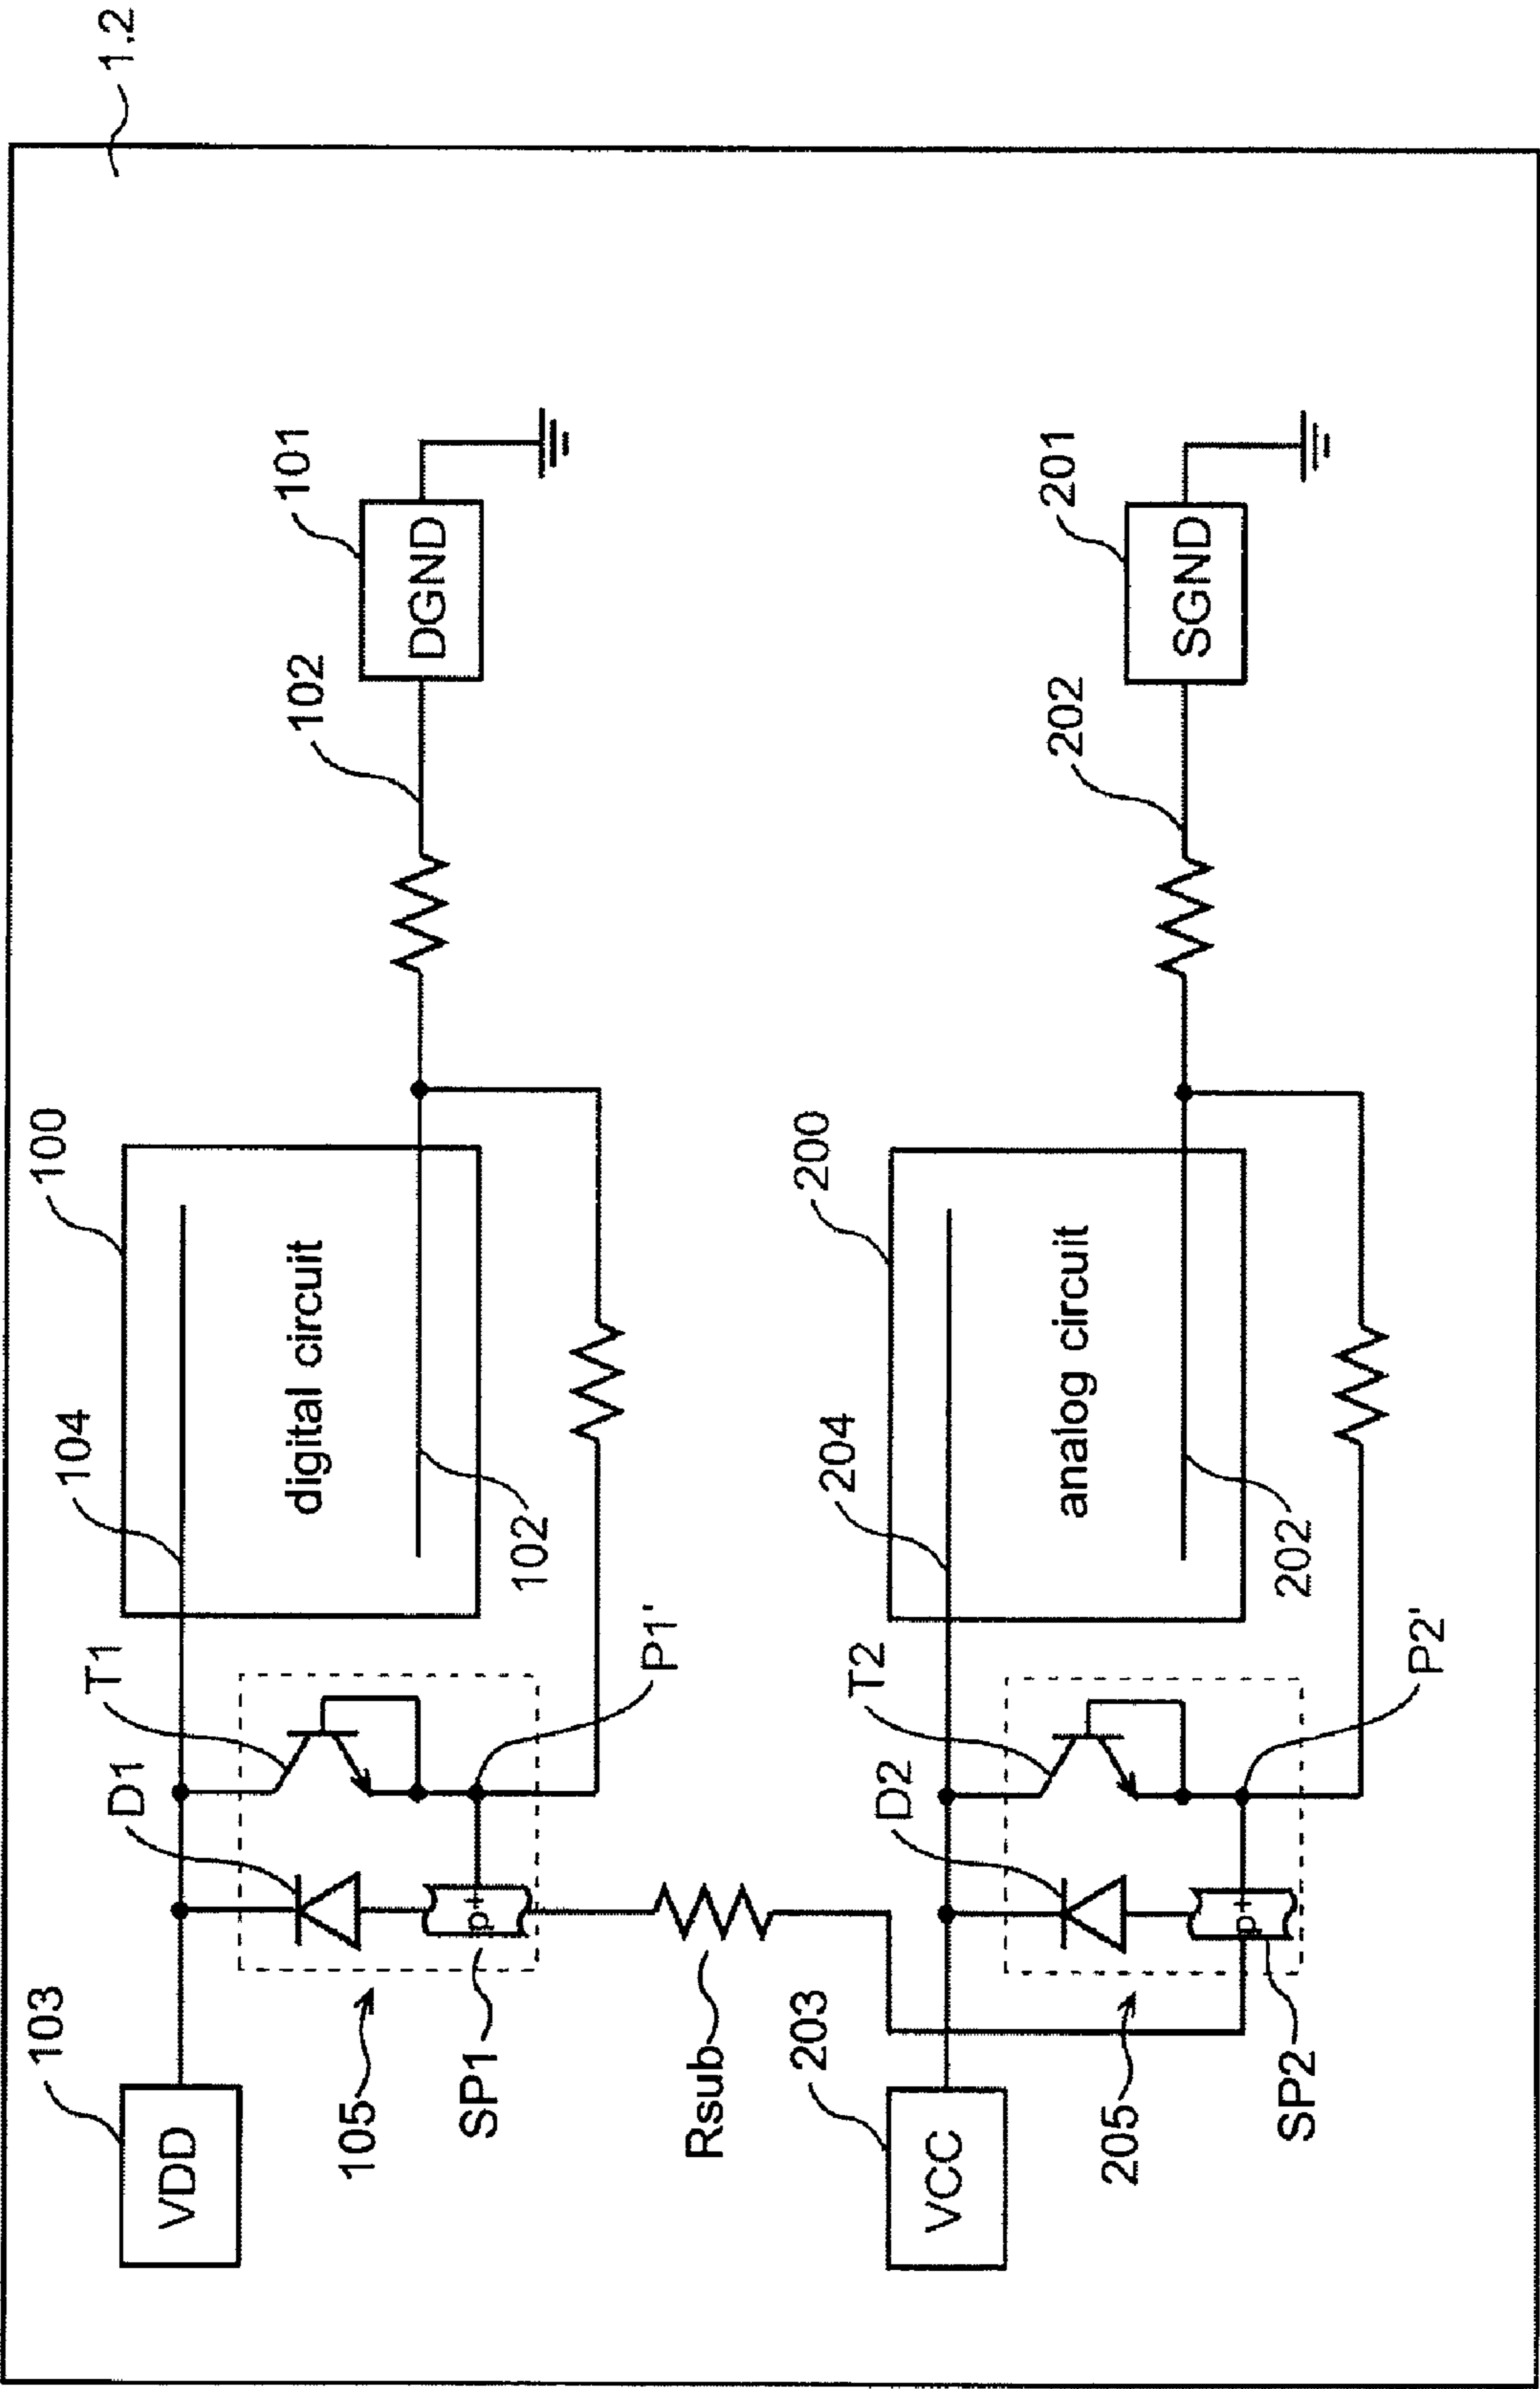 1.2
103
VDD
D1
T1
104
100
digital circuit
102
102
101
DGND
105
SP1
p+
P1'
Rsub
203
VCC
D2
T2
204
200
analog circuit
202
202
201
SGND
205
SP2
p+
P2'